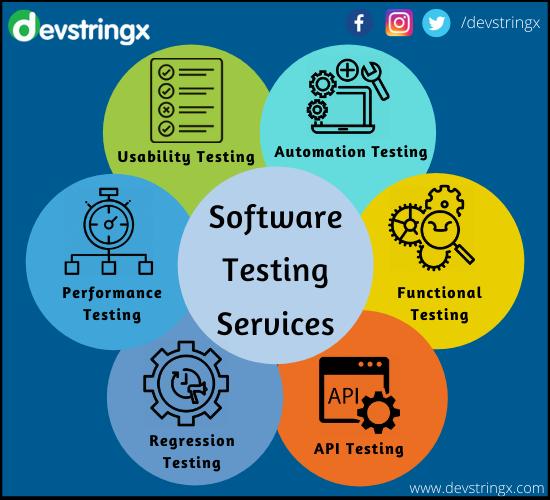 devstringx
/devstringx
Usability Testing
Automation Testing
Software
Testing
Services
Performance
Testing
Functional
Testing
Regression
Testing
API
API Testing
www.devstringx.com